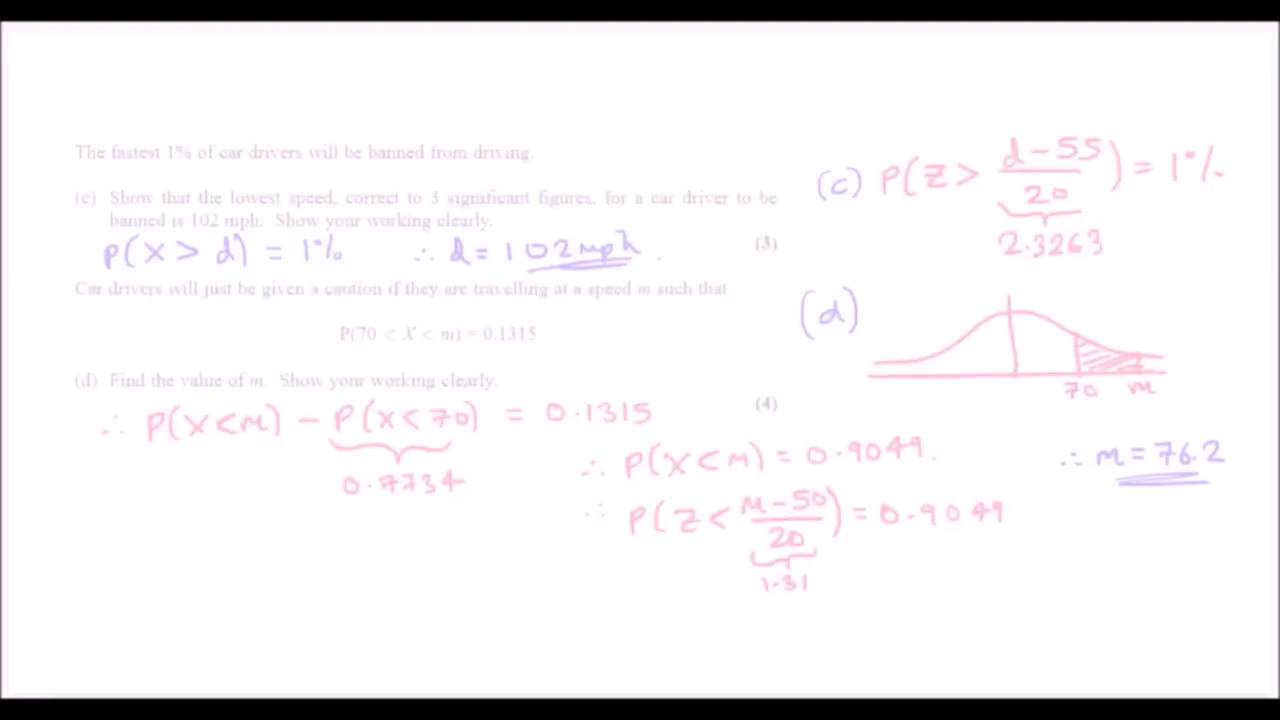 The fastest 1% of car drivers will be banned from driving.
(c) Show that the lowest speed, correct to 3 significant figures, for a car driver to be
banned is 102 mph. Show your working clearly.
(3)
P(X > d) = 1% ∴ d = 102mph.
Car drivers will just be given a caution if they are travelling at a speed m such that
P(70 < X < m) = 0.1315
(d) Find the value of m. Show your working clearly.
(4)
∴ P(X<m) − P(X<70) = 0.1315
0.7734
(c) P(Z > d−55/20) = 1%
2.3263
(d)
70 m
∴ P(X<m) = 0.9049.
∴ P(Z < m−50/20) = 0.9049
1.31
∴ m = 76.2